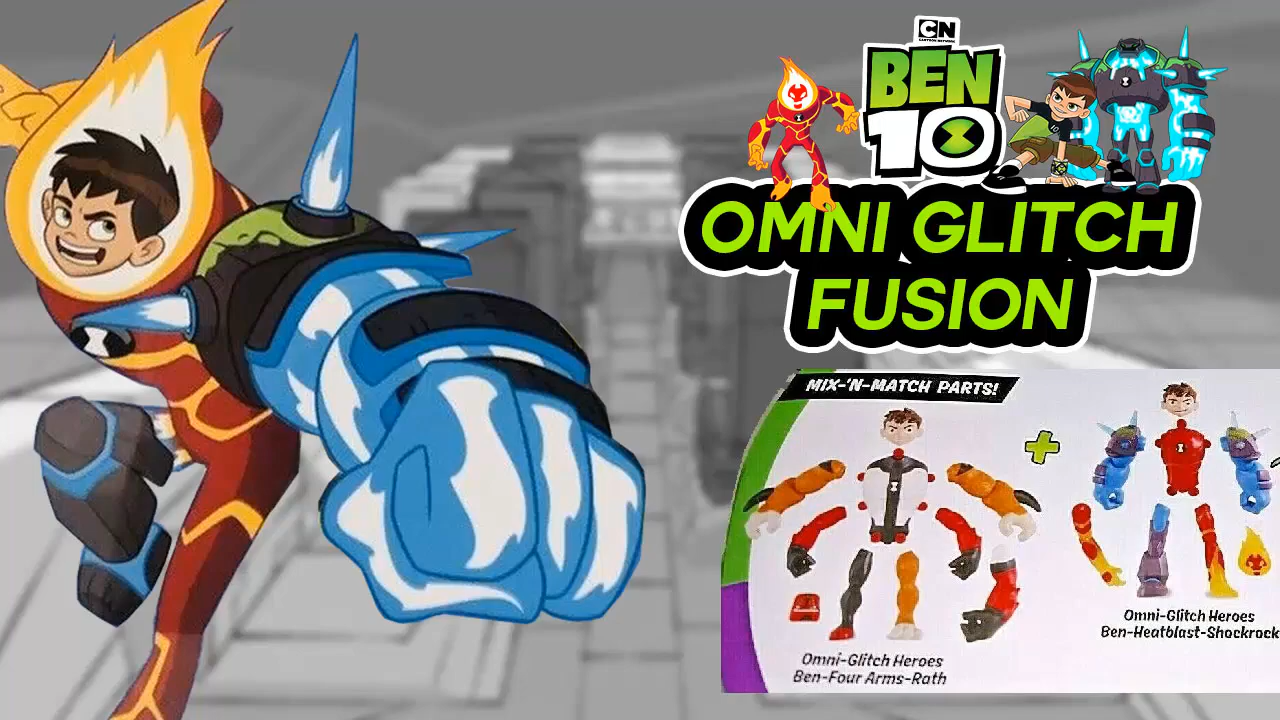 CN
CARTOON NETWORK
BEN
10
OMNI GLITCH
FUSION
MIX-'N-MATCH PARTS!
Omni-Glitch Heroes
Ben-Heatblast-Shockrock
Omni-Glitch Heroes
Ben-Four Arms-Rath